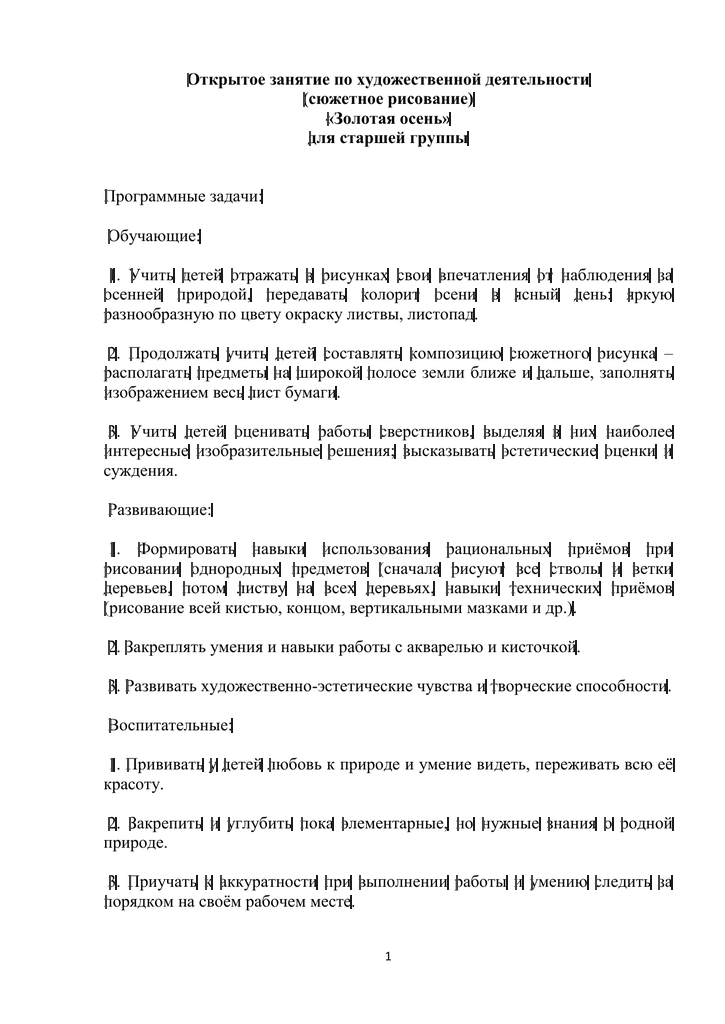 Открытое занятие по художественной деятельности
(сюжетное рисование)
«Золотая осень»
для старшей группы
Программные задачи:
Обучающие:
1. Учить детей отражать в рисунках свои впечатления от наблюдения за
осенней природой, передавать колорит осени в ясный день: яркую
разнообразную по цвету окраску листвы, листопад.
2. Продолжать учить детей составлять композицию сюжетного рисунка –
располагать предметы на широкой полосе земли ближе и дальше, заполнять
изображением весь лист бумаги.
3. Учить детей оценивать работы сверстников, выделяя в них наиболее
интересные изобразительные решения; высказывать эстетические оценки и
суждения.
Развивающие:
1. Формировать навыки использования рациональных приёмов при
рисовании однородных предметов (сначала рисуют все стволы и ветки
деревьев, потом листву на всех деревьях, навыки технических приёмов
(рисование всей кистью, концом, вертикальными мазками и др.).
2. Закреплять умения и навыки работы с акварелью и кисточкой.
3. Развивать художественно-эстетические чувства и творческие способности.
Воспитательные:
1. Прививать у детей любовь к природе и умение видеть, переживать всю её
красоту.
2. Закрепить и углубить пока элементарные, но нужные знания о родной
природе.
3. Приучать к аккуратности при выполнении работы и умению следить за
порядком на своём рабочем месте.
1